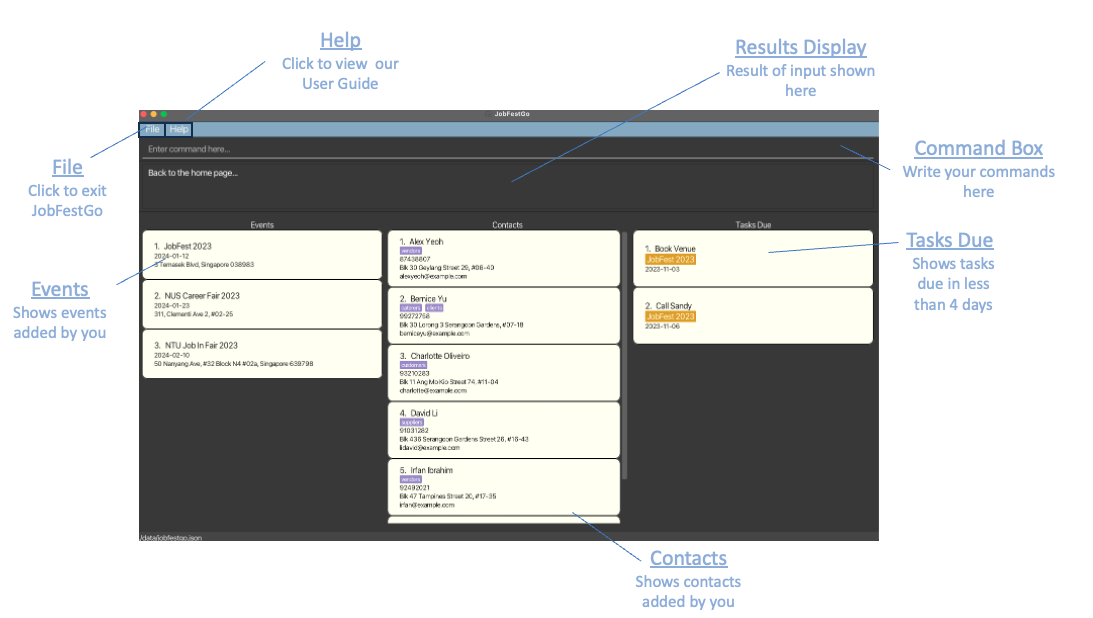 Help
Click to view our
User Guide
Results Display
Result of input shown
here
JobFestGo
File Help
File
Click to exit
JobFestGo
Enter command here...
Back to the home page...
Command Box
Write your commands
here
Events
Contacts
Tasks Due
1. JobFest 2023
2024-01-12
Temasek Blvd, Singapore 038983
2. NUS Career Fair 2023
2024-01-23
311, Clementi Ave 2, #02-25
3. NTU Job In Fair 2023
2024-02-10
50 Nanyang Ave, #32 Block N4 #02a, Singapore 639798
1. Alex Yeoh
vendors
87438807
Blk 30 Geylang Street 29, #06-40
alexyeoh@example.com
2. Bernice Yu
clients
99272758
Blk 30 Lorong 3 Serangoon Gardens, #07-18
berniceyu@example.com
3. Charlotte Oliveiro
customers
93210283
Blk 11 Ang Mo Kio Street 74, #11-04
charlotte@example.com
4. David Li
suppliers
91031282
Blk 436 Serangoon Gardens Street 26, #16-43
lidavid@example.com
5. Irfan Ibrahim
vendors
92492021
Blk 47 Tampines Street 20, #17-35
irfan@example.com
1. Book Venue
JobFest 2023
2023-11-03
2. Call Sandy
JobFest 2023
2023-11-06
Tasks Due
Shows tasks
due in less
than 4 days
Events
Shows events
added by you
/data/jobfestgo.json
Contacts
Shows contacts
added by you